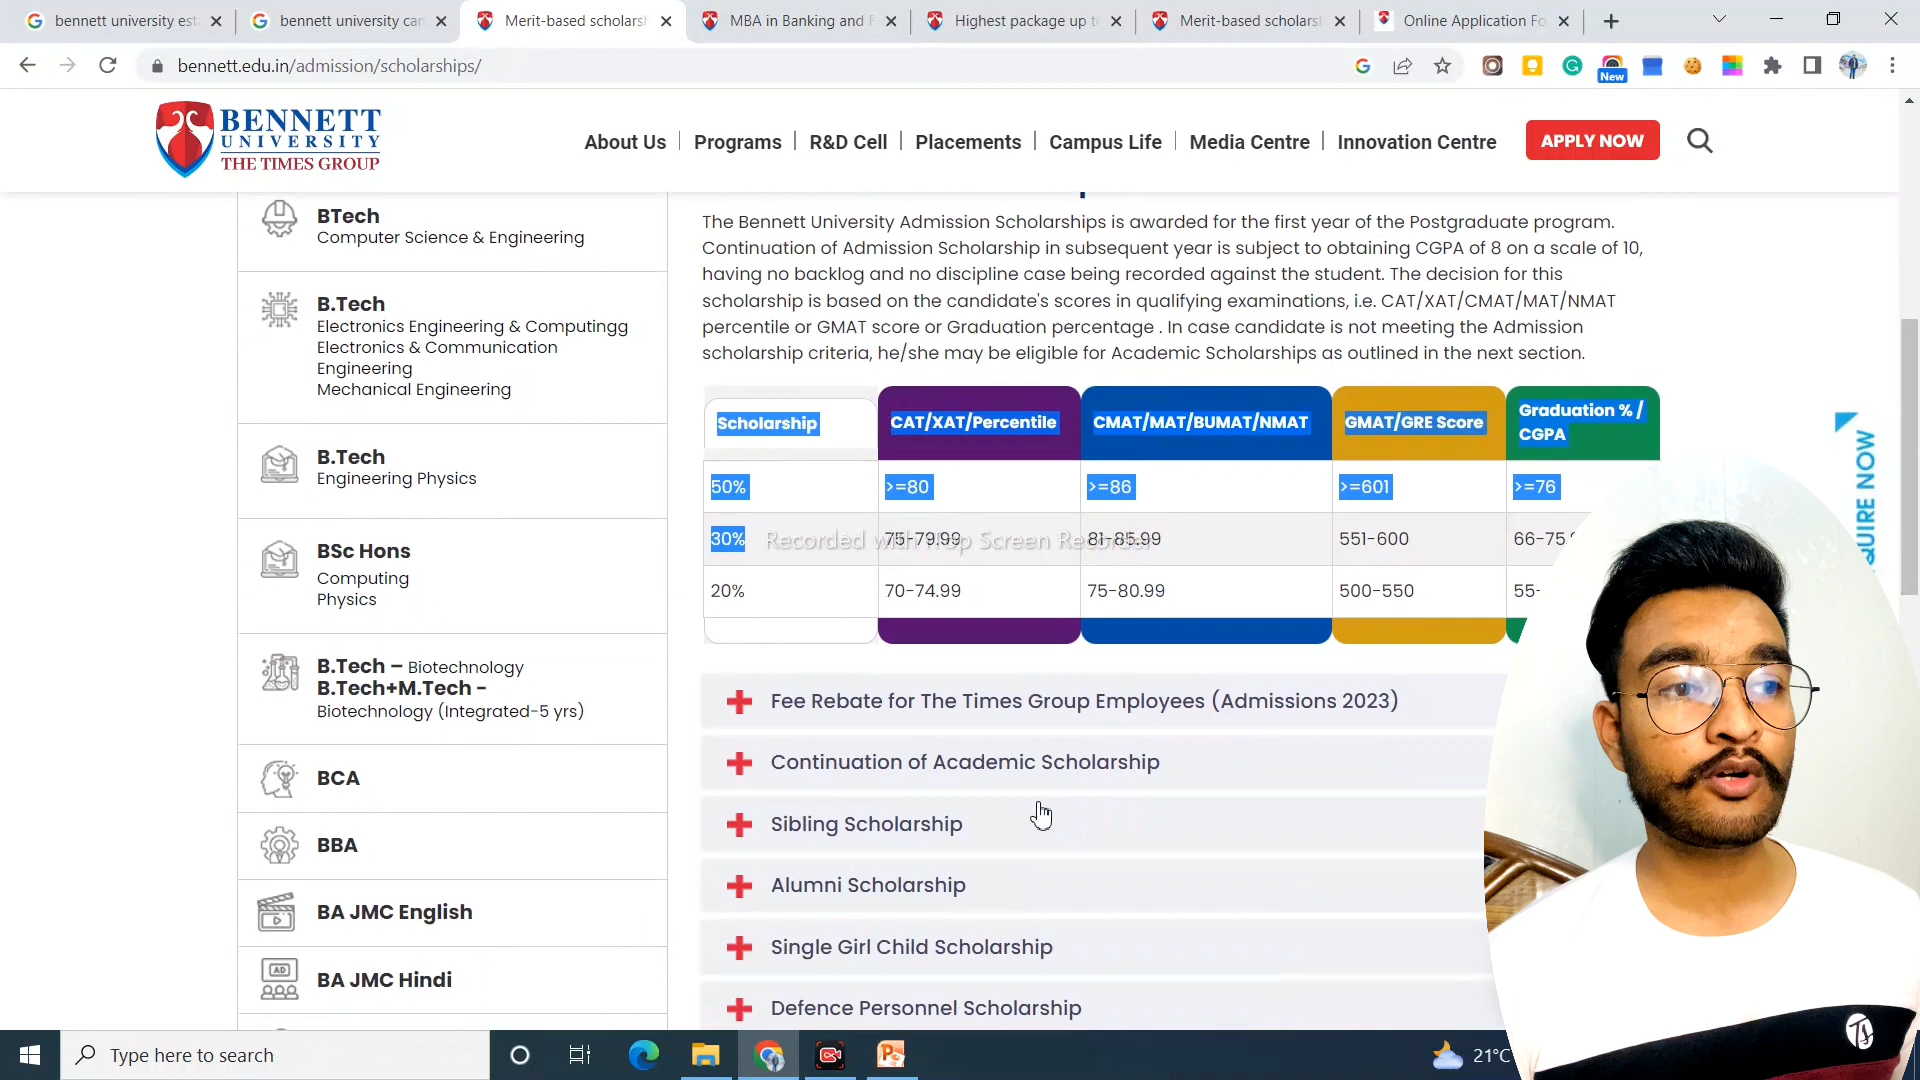 bennett university est
bennett university car
Merit-based scholarsh
MBA in Banking and F
Highest package up t
Merit-based scholars
Online Application Fo
bennett.edu.in/admission/scholarships/
New
BENNETT
UNIVERSITY
THE TIMES GROUP
About Us
Programs
R&D Cell
Placements
Campus Life
Media Centre
Innovation Centre
APPLY NOW
BTech
Computer Science & Engineering
B.Tech
Electronics Engineering & Computingg
Electronics & Communication
Engineering
Mechanical Engineering
B.Tech
Engineering Physics
BSc Hons
Computing
Physics
B.Tech – Biotechnology
B.Tech+M.Tech -
Biotechnology (Integrated-5 yrs)
BCA
BBA
BA JMC English
AD
BA JMC Hindi
The Bennett University Admission Scholarships is awarded for the first year of the Postgraduate program.
Continuation of Admission Scholarship in subsequent year is subject to obtaining CGPA of 8 on a scale of 10,
having no backlog and no discipline case being recorded against the student. The decision for this
scholarship is based on the candidate's scores in qualifying examinations, i.e. CAT/XAT/CMAT/MAT/NMAT
percentile or GMAT score or Graduation percentage . In case candidate is not meeting the Admission
scholarship criteria, he/she may be eligible for Academic Scholarships as outlined in the next section.
Scholarship CAT/XAT/Percentile CMAT/MAT/BUMAT/NMAT GMAT/GRE Score Graduation % /
CGPA
50% >=80 >=86 >=601 >=76
30% 75-79.99 81-85.99 551-600 66-75
Recorded with iTop Screen Recorder
20% 70-74.99 75-80.99 500-550 55-
Fee Rebate for The Times Group Employees (Admissions 2023)
Continuation of Academic Scholarship
Sibling Scholarship
Alumni Scholarship
Single Girl Child Scholarship
Defence Personnel Scholarship
QUIRE NOW
Type here to search
21°C